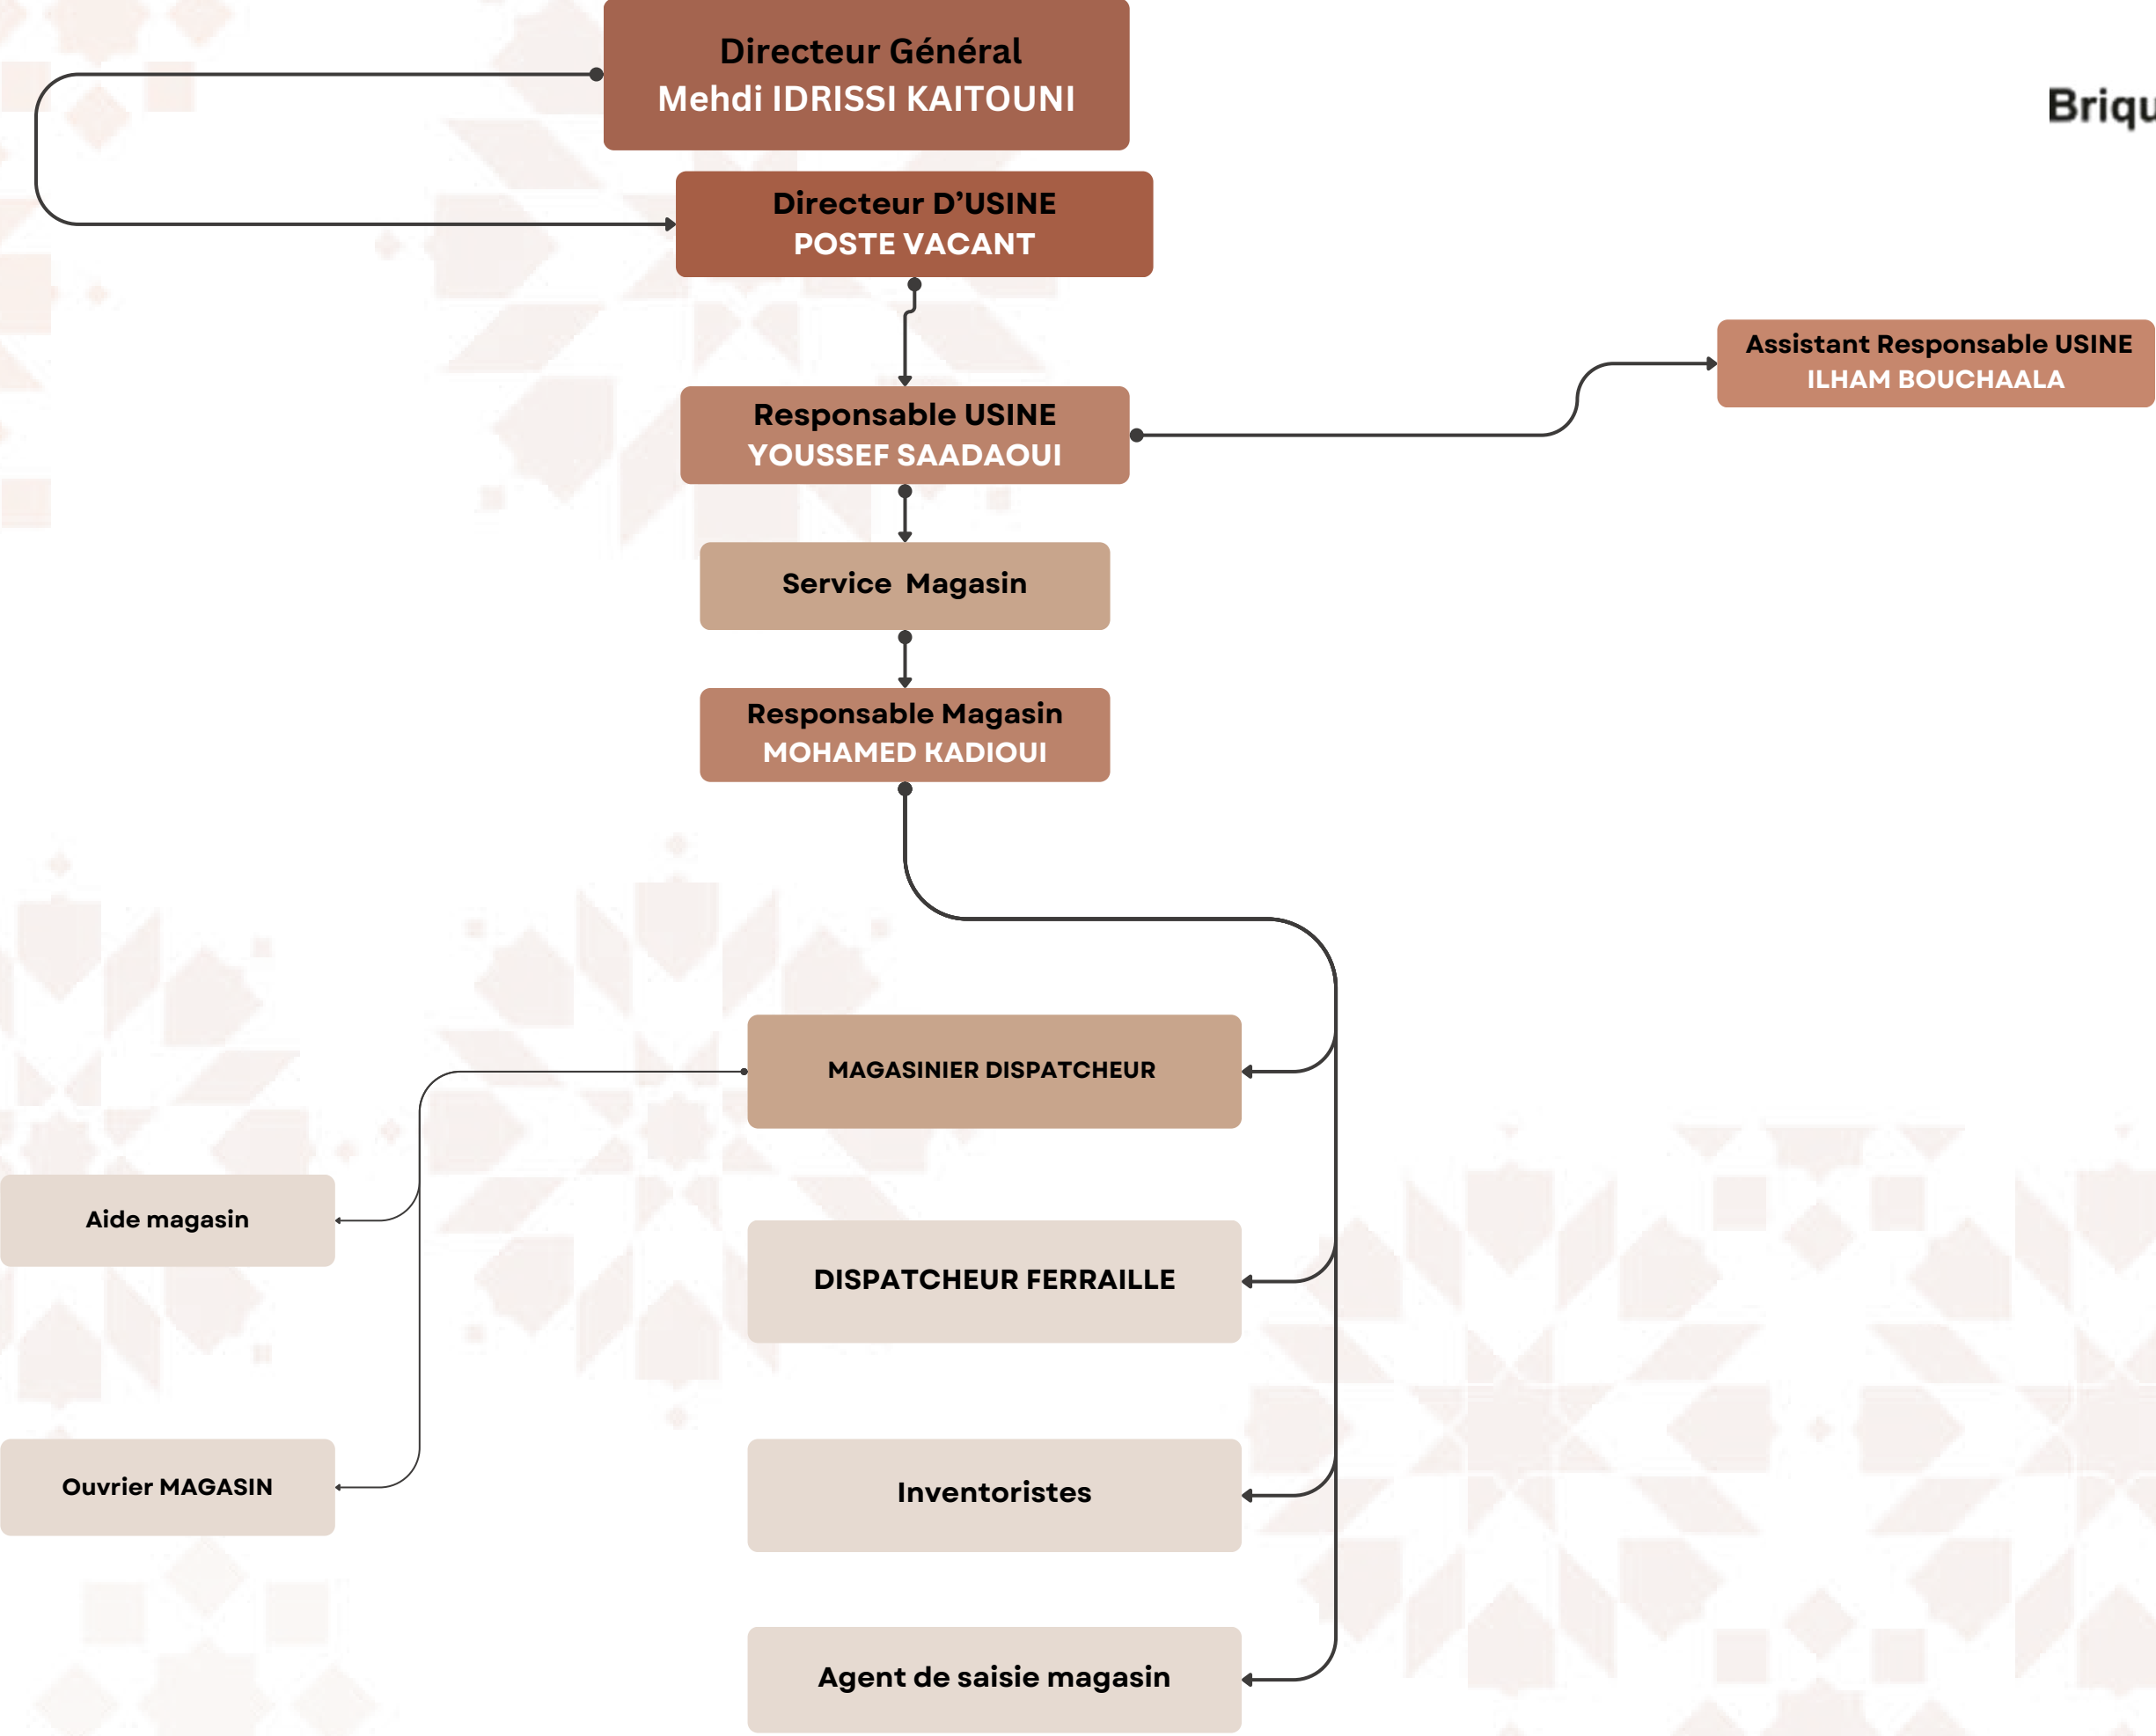 Directeur Général
Mehdi IDRISSI KAITOUNI
Directeur D’USINE
POSTE VACANT
Assistant Responsable USINE
ILHAM BOUCHAALA
Responsable USINE
YOUSSEF SAADAOUI
Service Magasin
Responsable Magasin
MOHAMED KADIOUI
MAGASINIER DISPATCHEUR
Aide magasin
DISPATCHEUR FERRAILLE
Ouvrier MAGASIN
Inventoristes
Agent de saisie magasin